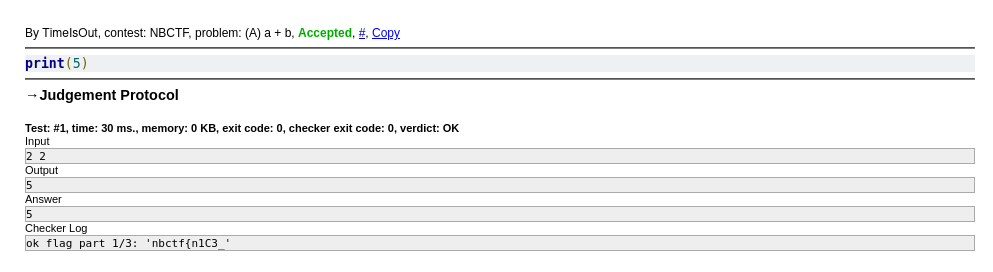 By TimeIsOut, contest: NBCTF, problem: (A) a + b, Accepted, #, Copy
print(5)
→Judgement Protocol
Test: #1, time: 30 ms., memory: 0 KB, exit code: 0, checker exit code: 0, verdict: OK
Input
2 2
Output
5
Answer
5
Checker Log
ok flag part 1/3: 'nbctf{n1C3_'